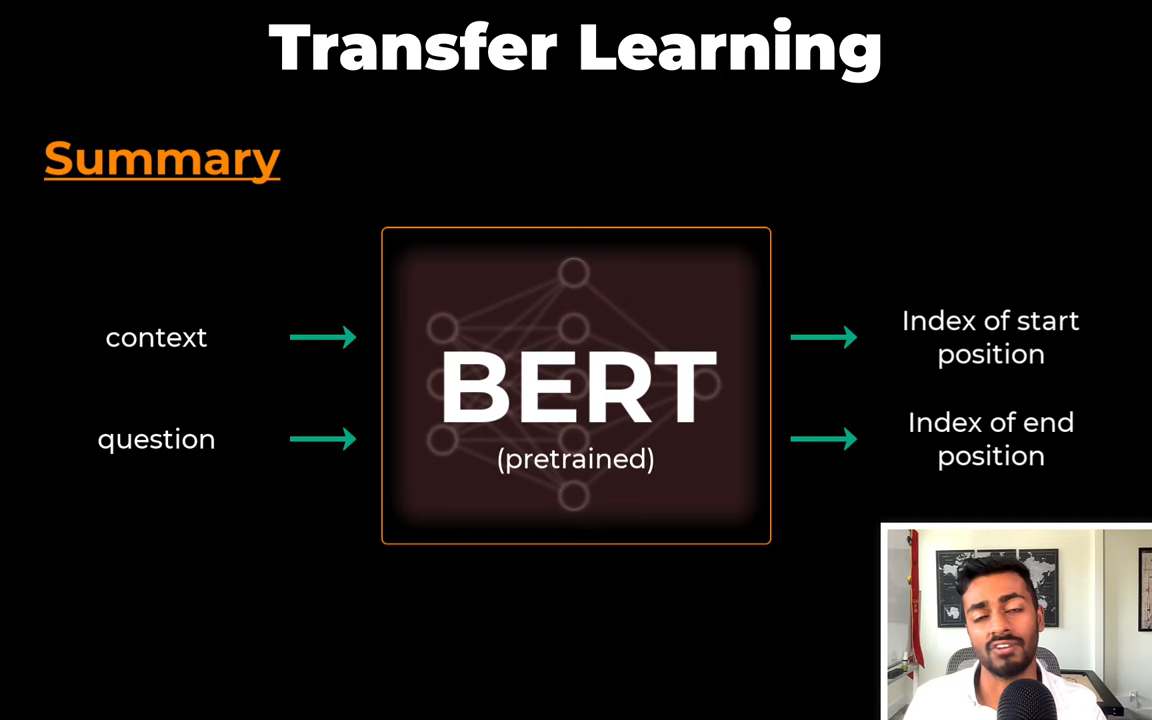 Transfer Learning
Summary
context
question
BERT
(pretrained)
Index of start
position
Index of end
position